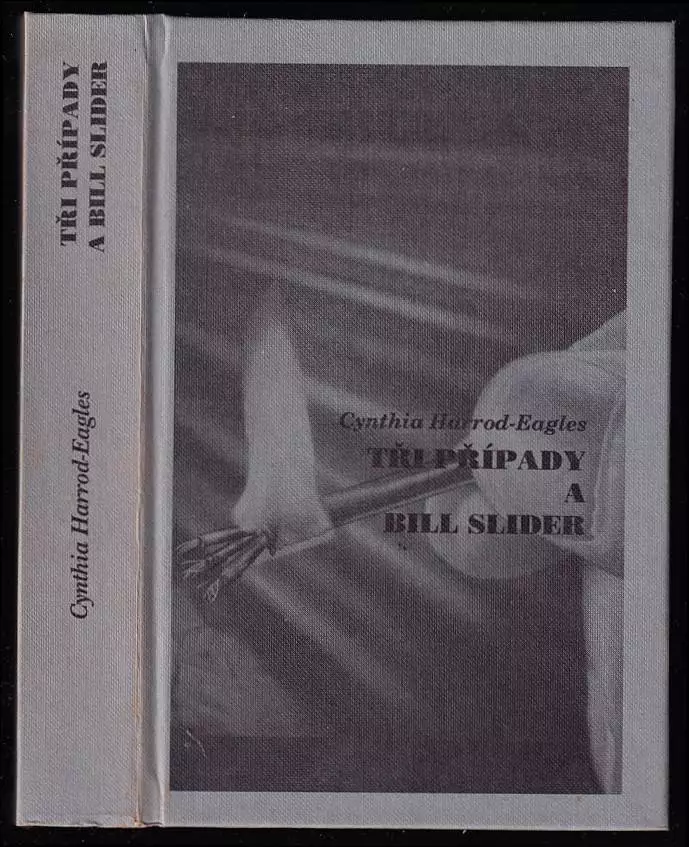 TŘI PŘÍPADY
A BILL SLIDER
Cynthia Harrod-Eagles
Cynthia Harrod-Eagles
TŘI PŘÍPADY
A
BILL SLIDER